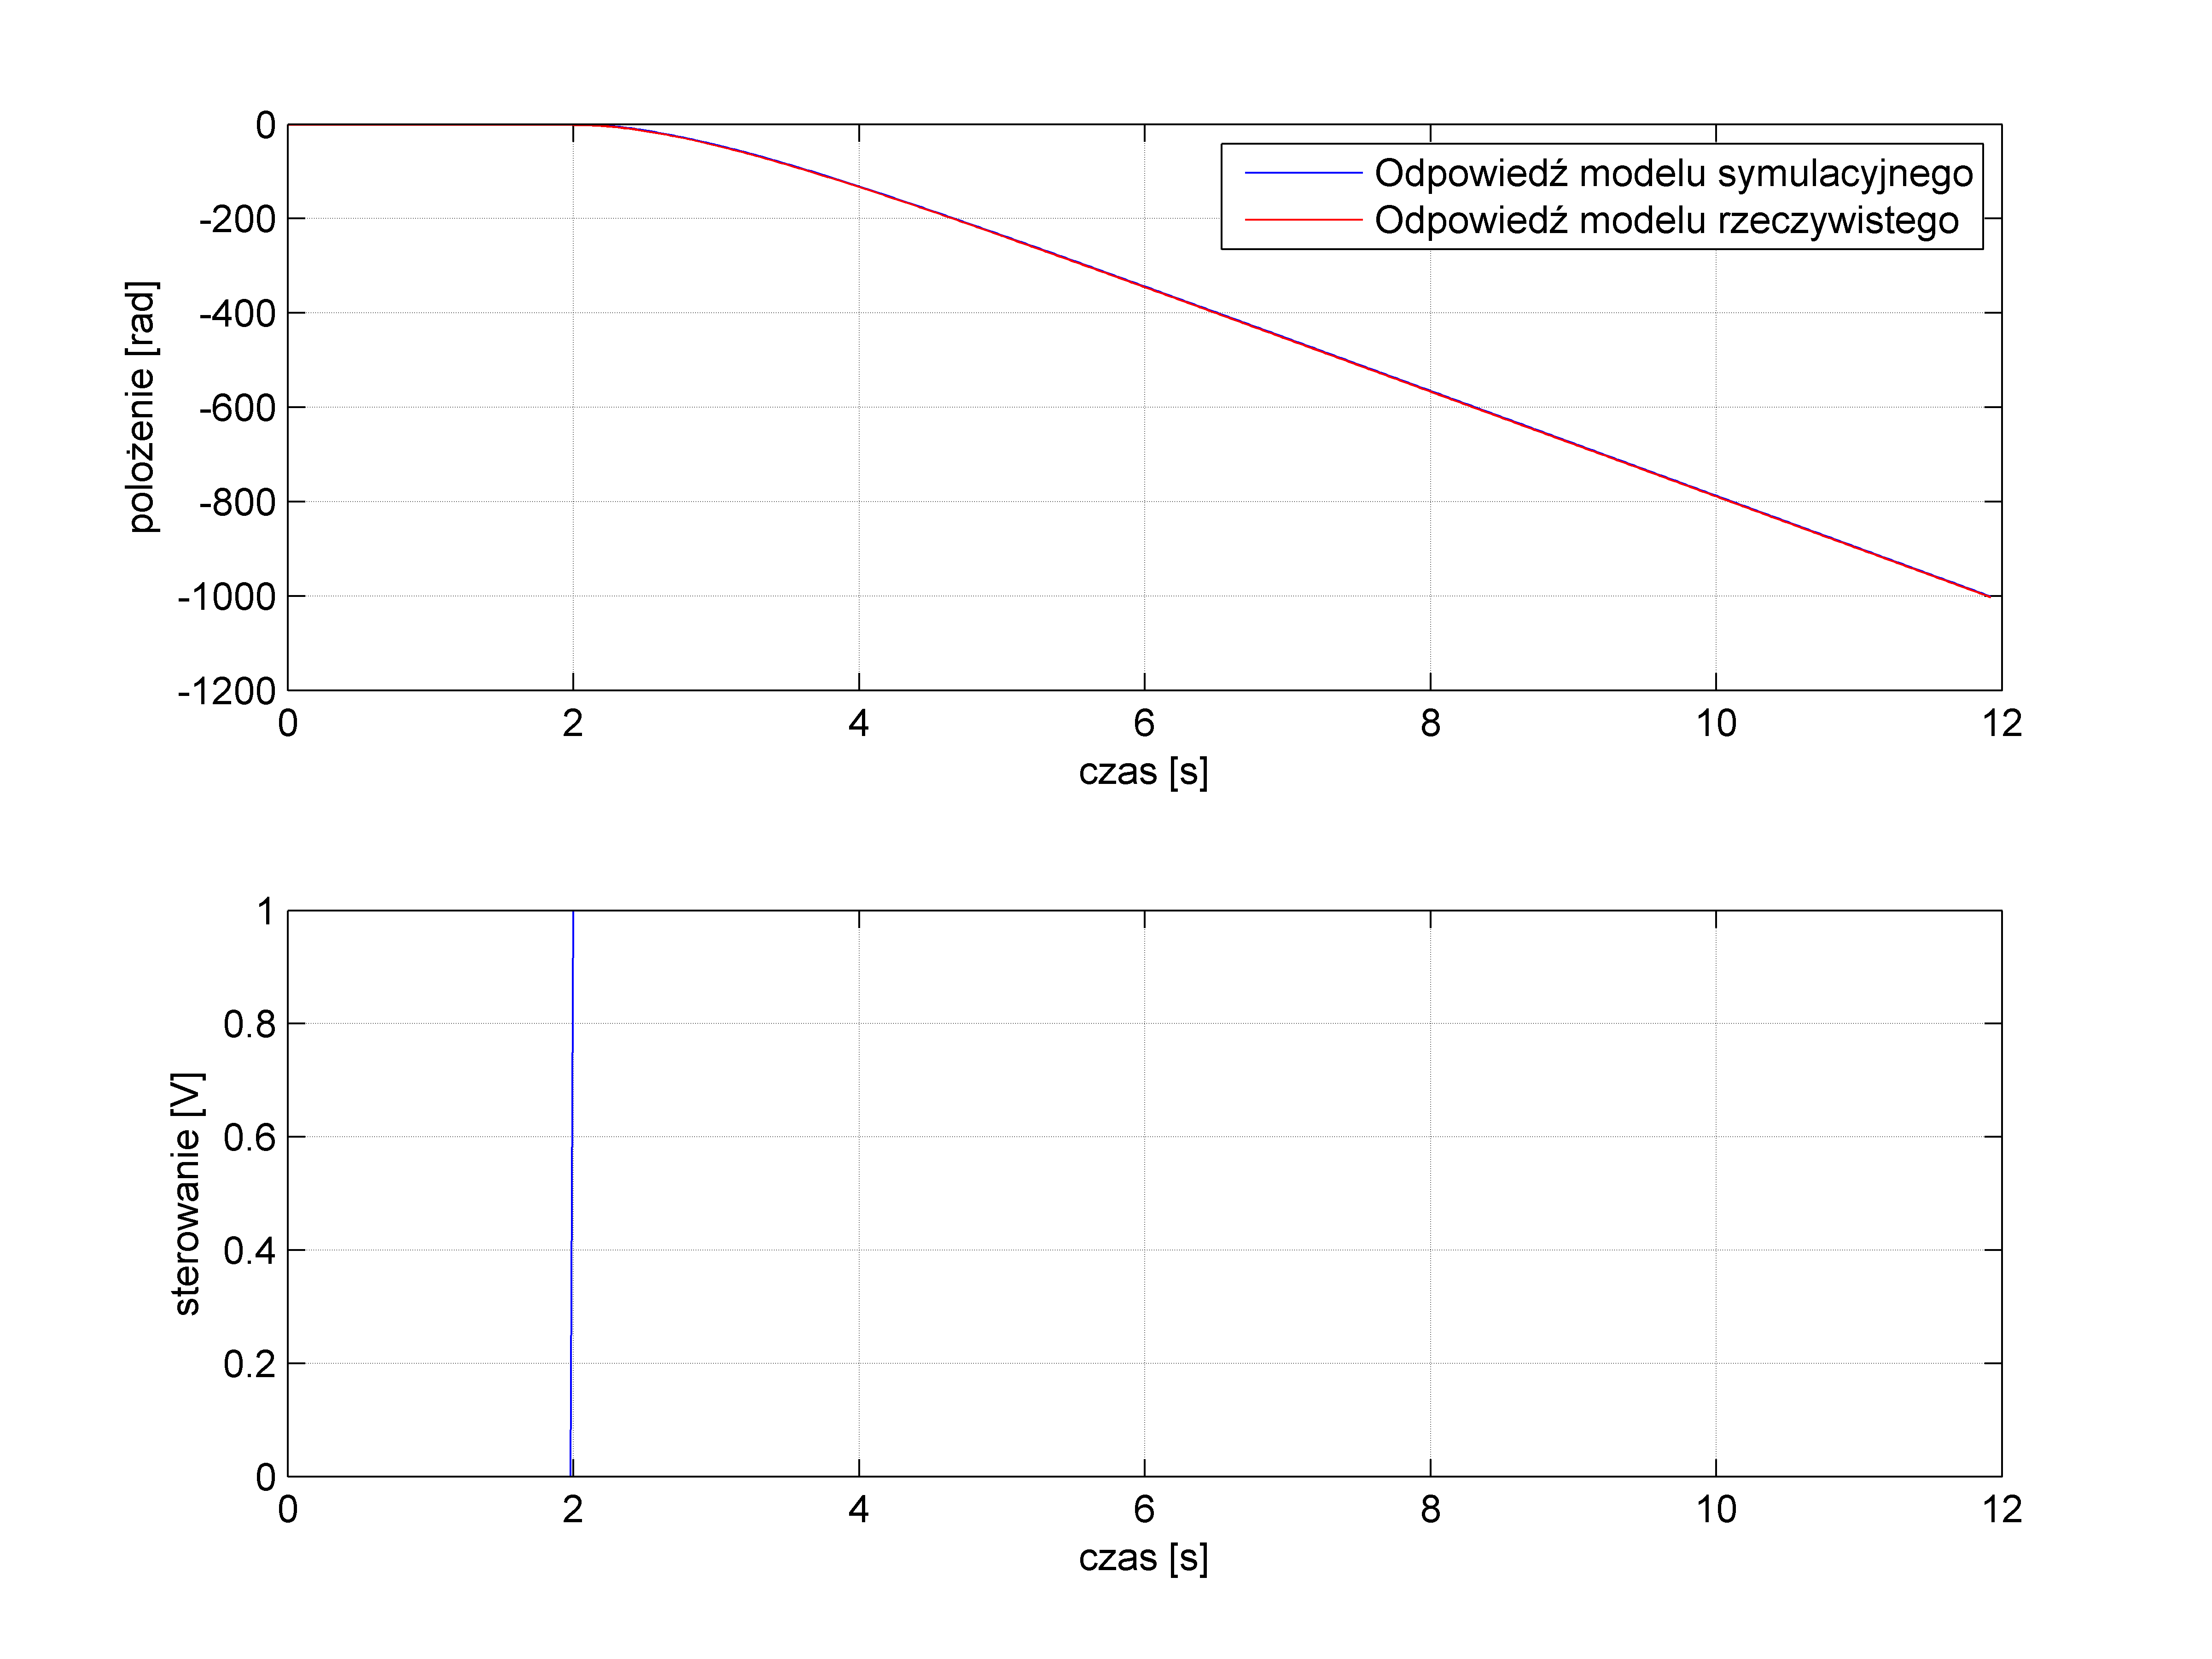 0
-200
-400
-600
-800
-1000
-1200
położenie [rad]
Odpowiedź modelu symulacyjnego
Odpowiedź modelu rzeczywistego
0 2 4 6 8 10 12
czas [s]
1
0.8
0.6
0.4
0.2
0
sterowanie [V]
0 2 4 6 8 10 12
czas [s]